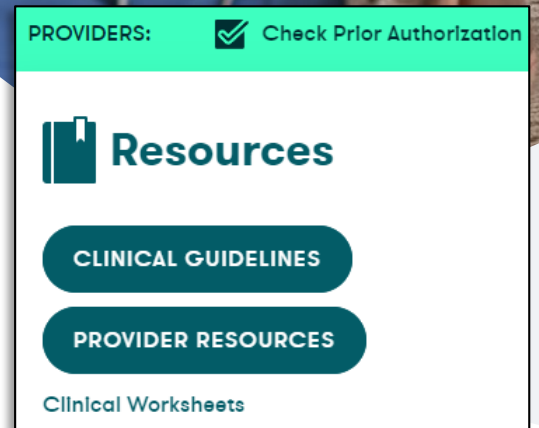 PROVIDERS: Check Prior Authorization
Resources
CLINICAL GUIDELINES
PROVIDER RESOURCES
Clinical Worksheets